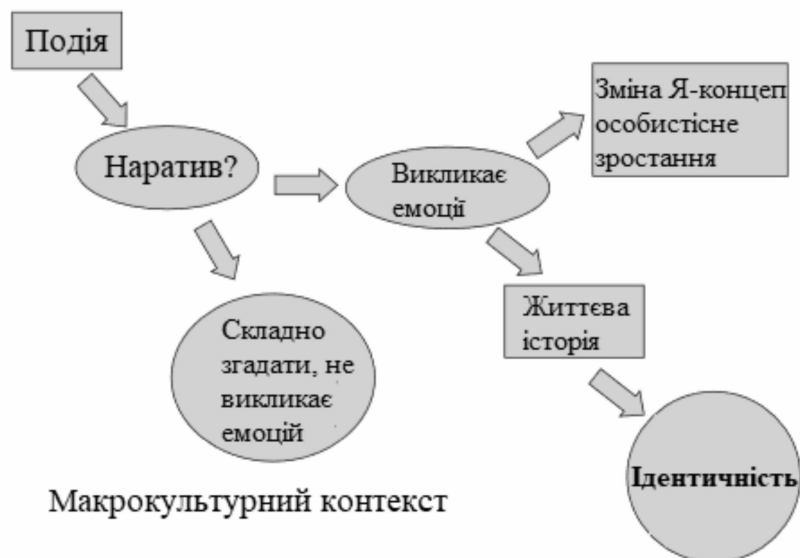 Подія
Наратив?
Викликає
емоції
Зміна Я-концеп
особистісне
зростання
Складно
згадати, не
викликає
емоцій
Життєва
історія
Ідентичність
Макрокультурний контекст